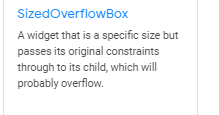 SizedOverflowBox
A widget that is a specific size but
passes its original constraints
through to its child, which will
probably overflow.